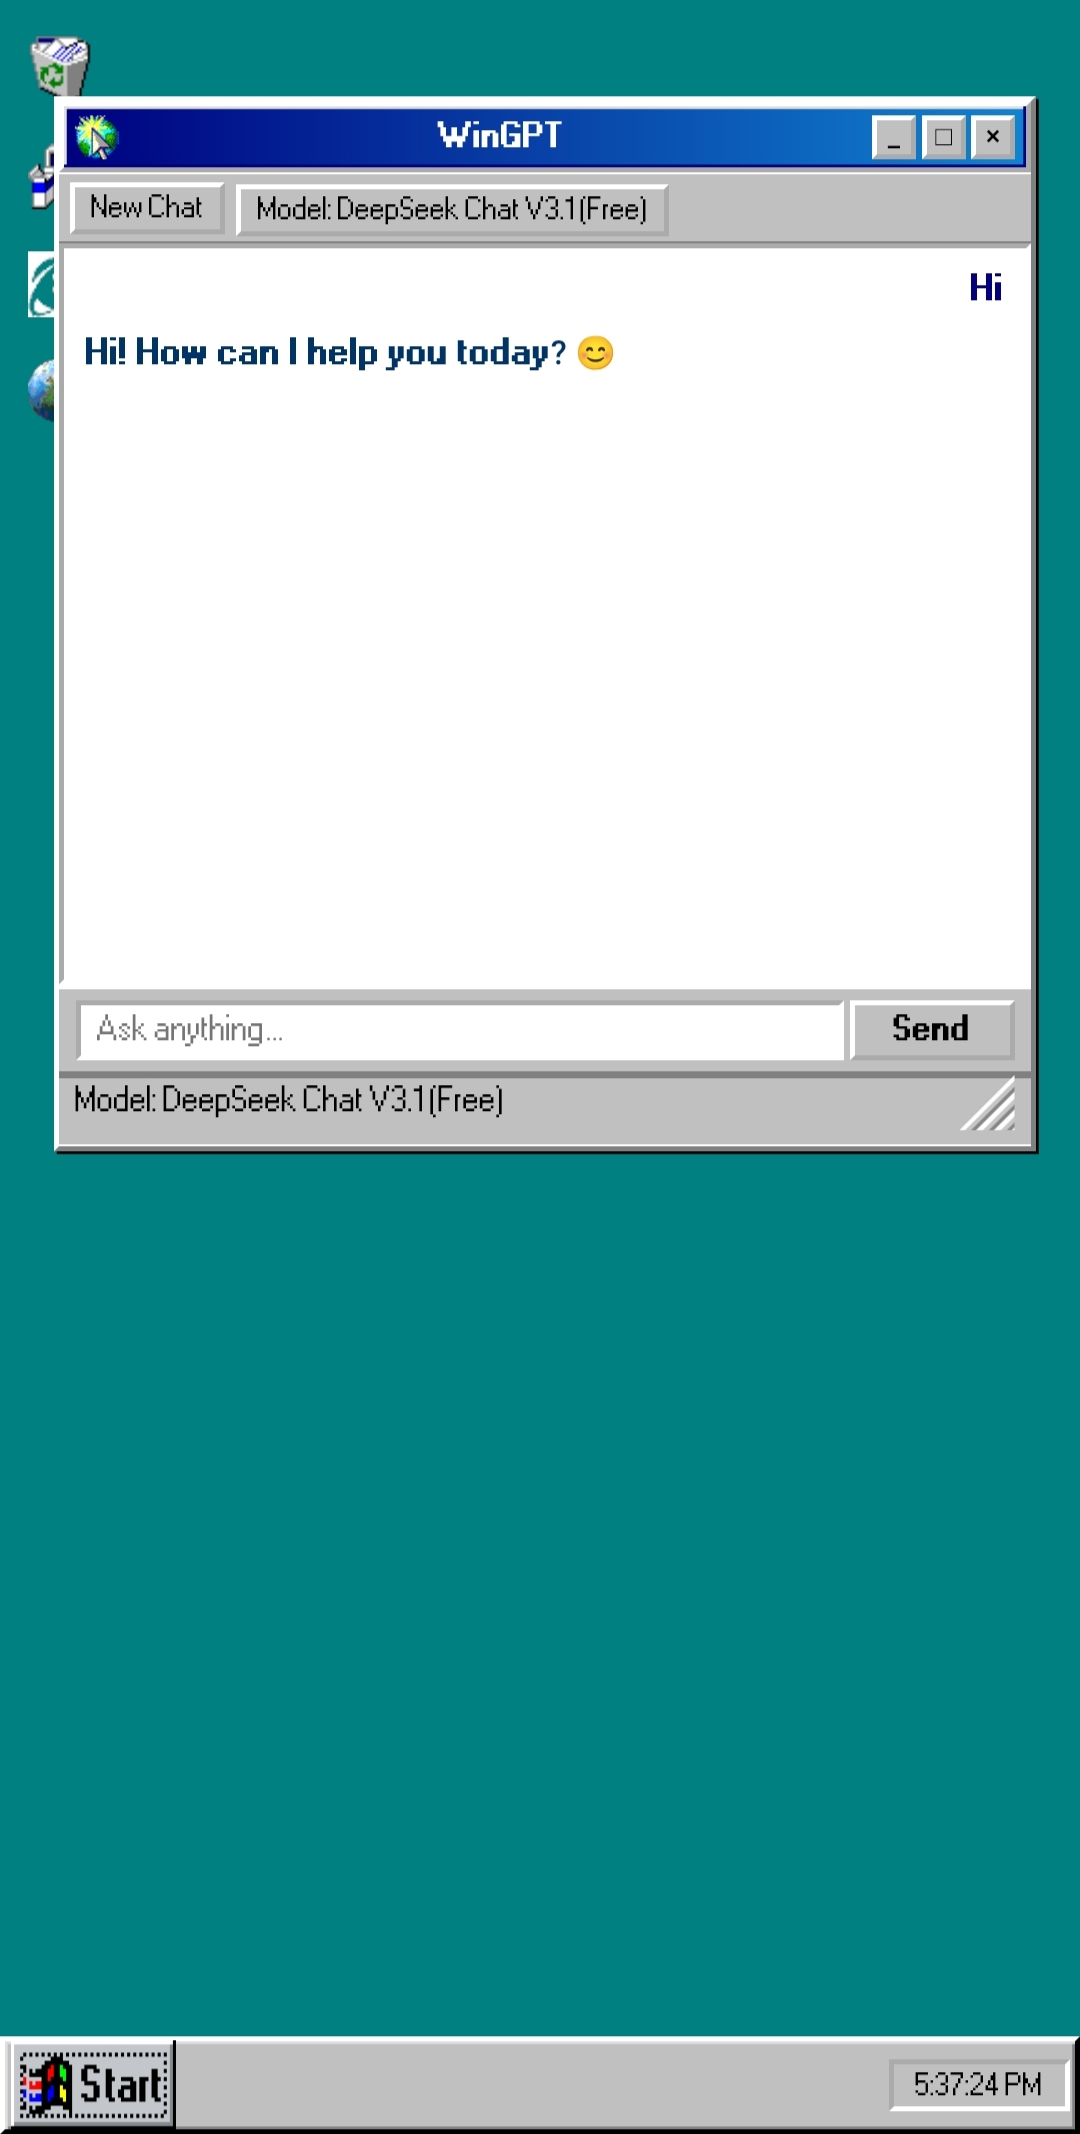 WinGPT
New Chat
Model: DeepSeek Chat V3.1(Free)
Hi
Hi! How can I help you today? 😊
Ask anything...
Send
Model: DeepSeek Chat V3.1(Free)
Start
5:37:24 PM